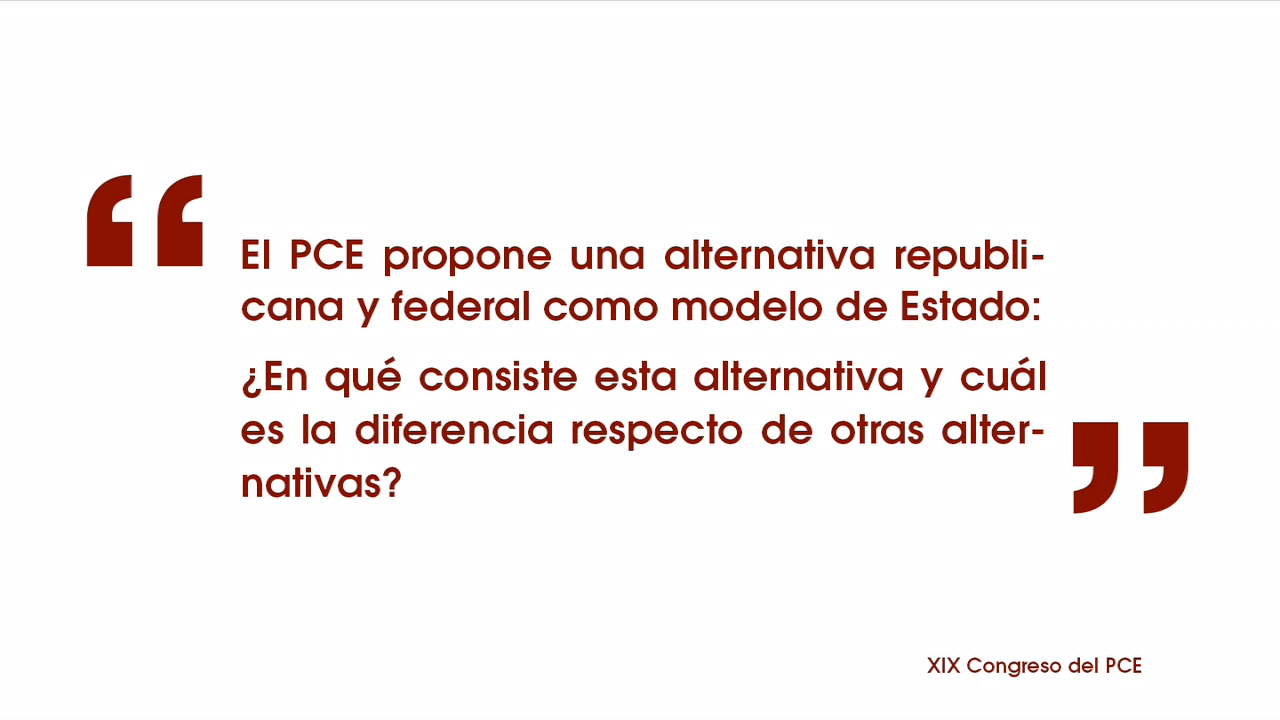 “El PCE propone una alternativa republi-
cana y federal como modelo de Estado:
¿En qué consiste esta alternativa y cuál
es la diferencia respecto de otras alter-
nativas?”
XIX Congreso del PCE